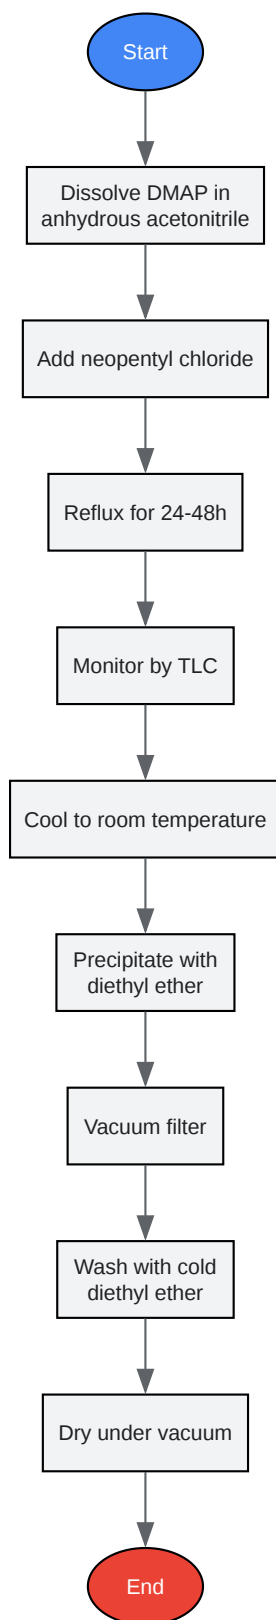 Start
Dissolve DMAP in
anhydrous acetonitrile
Add neopentyl chloride
Reflux for 24-48h
Monitor by TLC
Cool to room temperature
Precipitate with
diethyl ether
Vacuum filter
Wash with cold
diethyl ether
Dry under vacuum
End